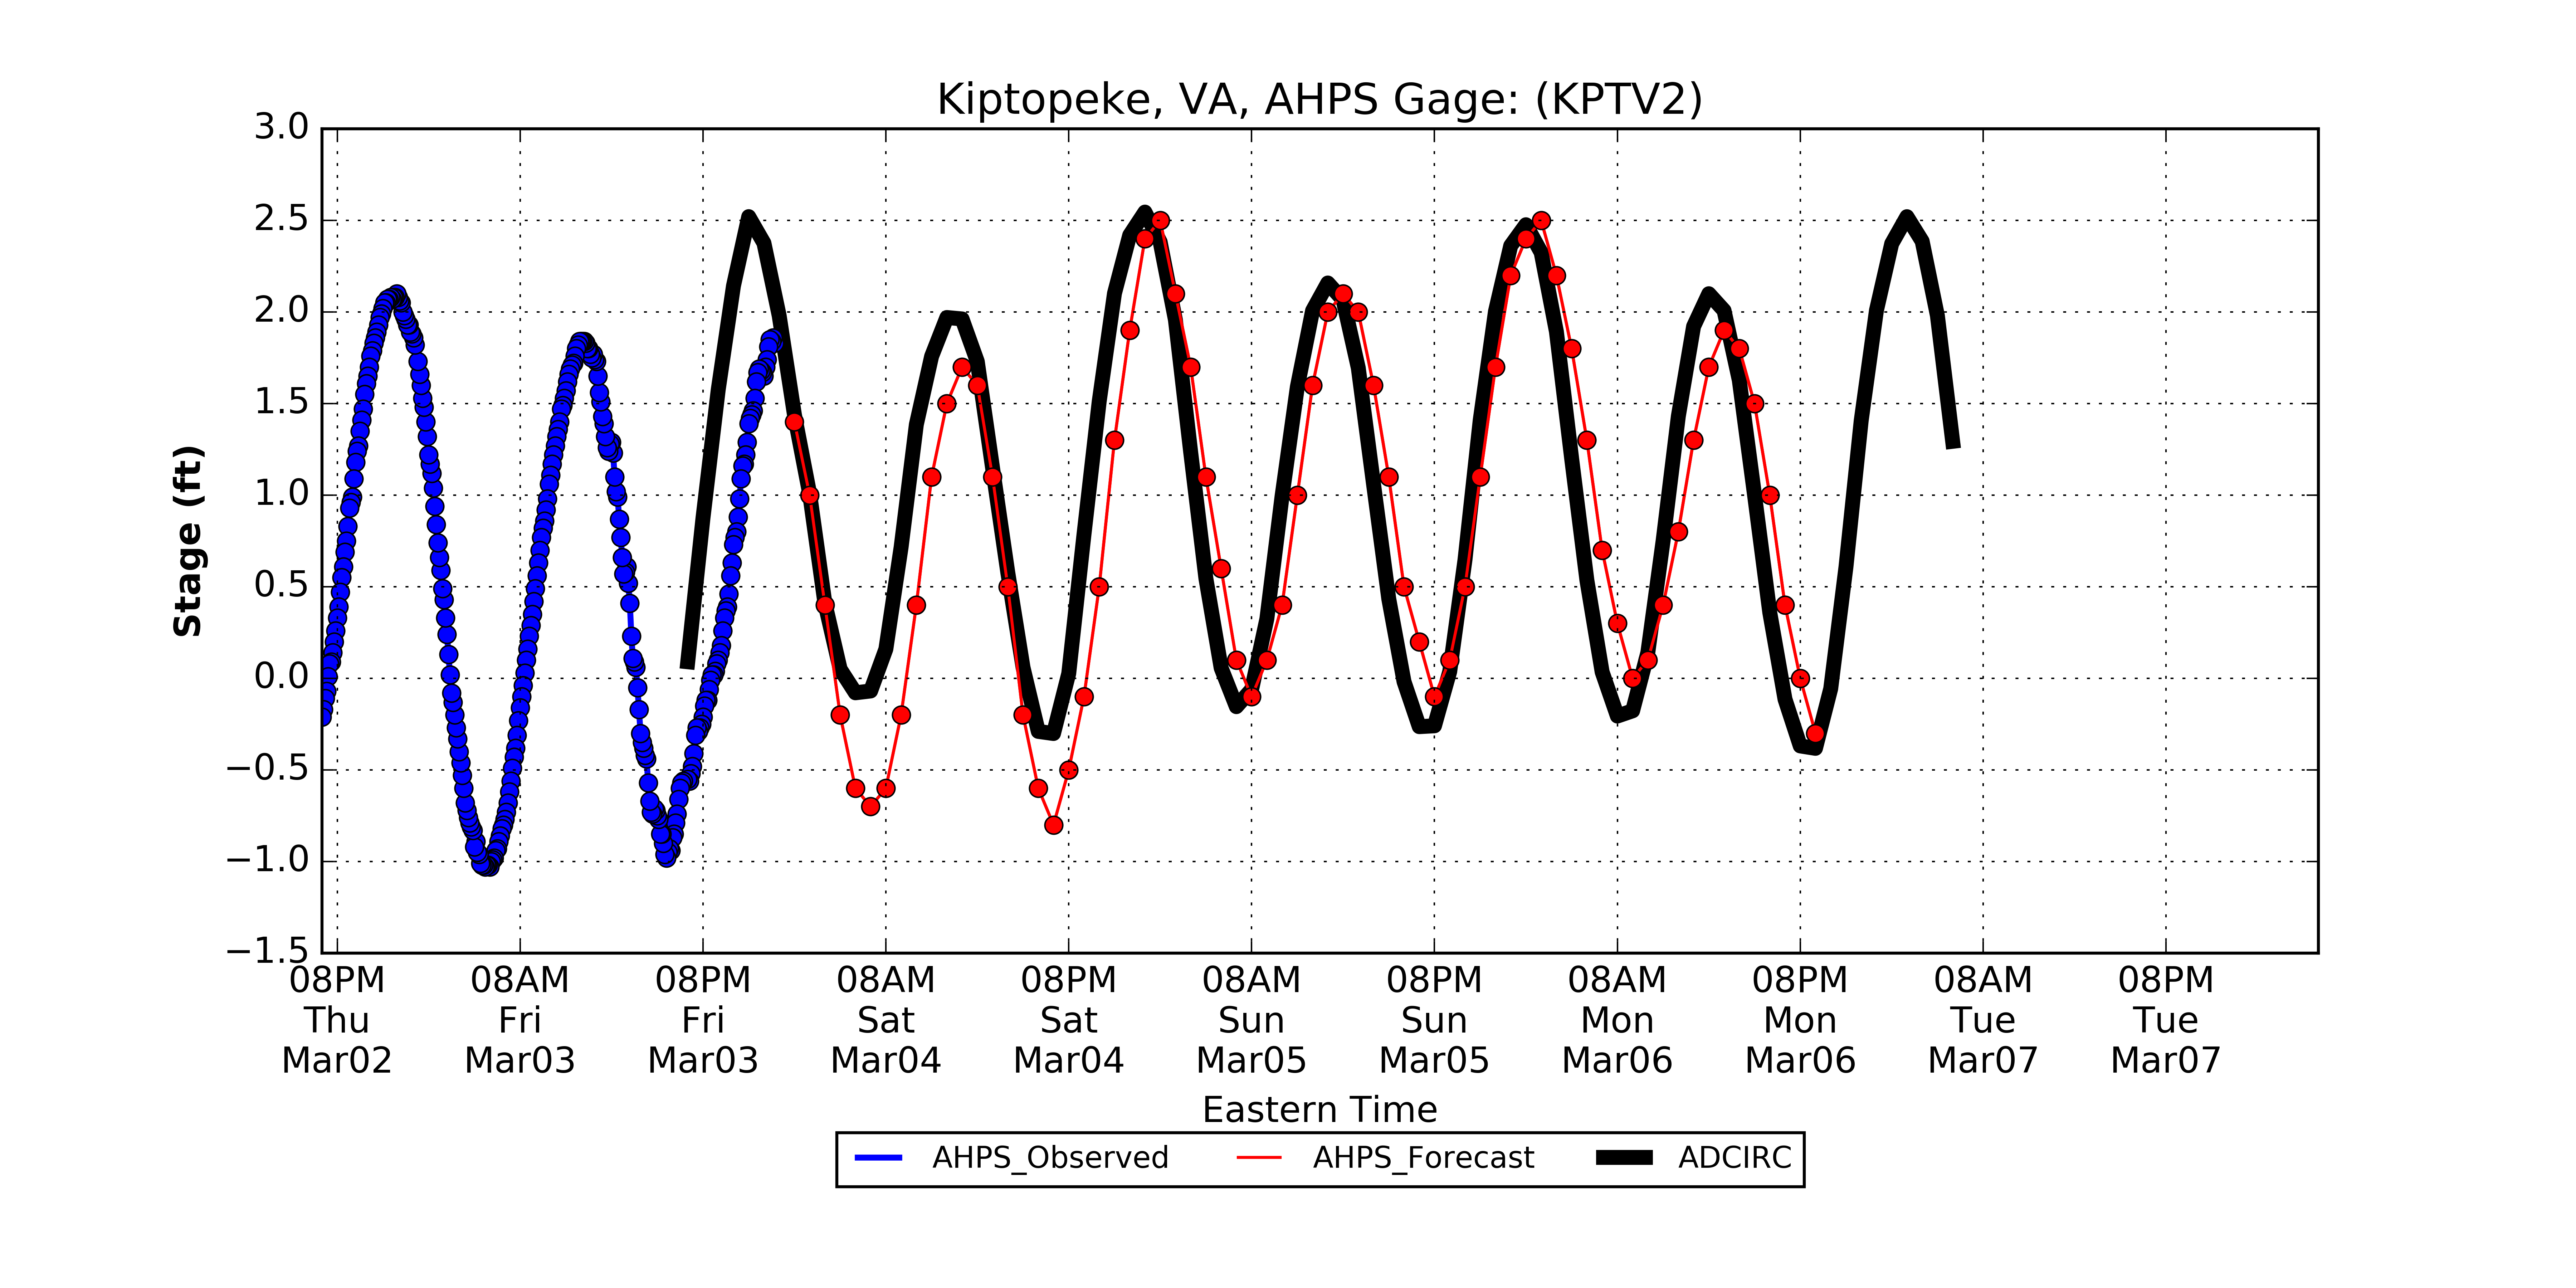 Kiptopeke, VA, AHPS Gage: (KPTV2)
3.0
2.5
2.0
1.5
1.0
0.5
0.0
−0.5
−1.0
−1.5
Stage (ft)
08PM 08AM 08PM 08AM 08PM 08AM 08PM 08AM 08PM 08AM 08PM
Thu Fri Fri Sat Sat Sun Sun Mon Mon Tue Tue
Mar02 Mar03 Mar03 Mar04 Mar04 Mar05 Mar05 Mar06 Mar06 Mar07 Mar07
Eastern Time
AHPS_Observed AHPS_Forecast ADCIRC